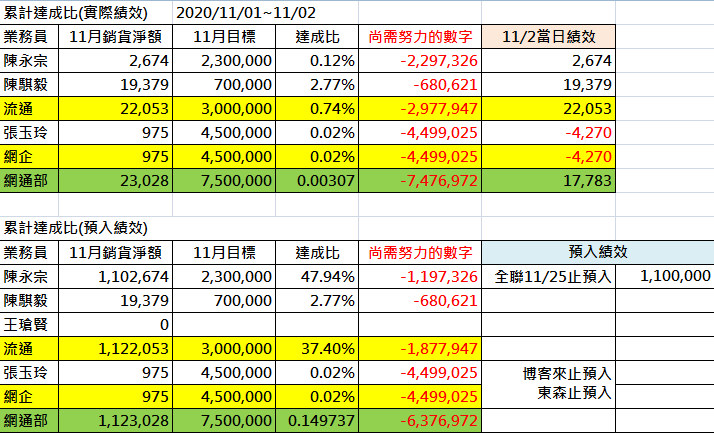 累計達成比(實際績效) 2020/11/01~11/02
業務員 11月銷貨淨額 11月目標 達成比 尚需努力的數字 11/2當日績效
陳永宗 2,674 2,300,000 0.12% -2,297,326 2,674
陳騏毅 19,379 700,000 2.77% -680,621 19,379
流通 22,053 3,000,000 0.74% -2,977,947 22,053
張玉玲 975 4,500,000 0.02% -4,499,025 -4,270
網企 975 4,500,000 0.02% -4,499,025 -4,270
網通部 23,028 7,500,000 0.00307 -7,476,972 17,783
累計達成比(預入績效)
業務員 11月銷貨淨額 11月目標 達成比 尚需努力的數字 預入績效
陳永宗 1,102,674 2,300,000 47.94% -1,197,326 全聯11/25止預入 1,100,000
陳騏毅 19,379 700,000 2.77% -680,621
王瑲賢 0
流通 1,122,053 3,000,000 37.40% -1,877,947
張玉玲 975 4,500,000 0.02% -4,499,025 博客來止預入
網企 975 4,500,000 0.02% -4,499,025 東森止預入
網通部 1,123,028 7,500,000 0.149737 -6,376,972